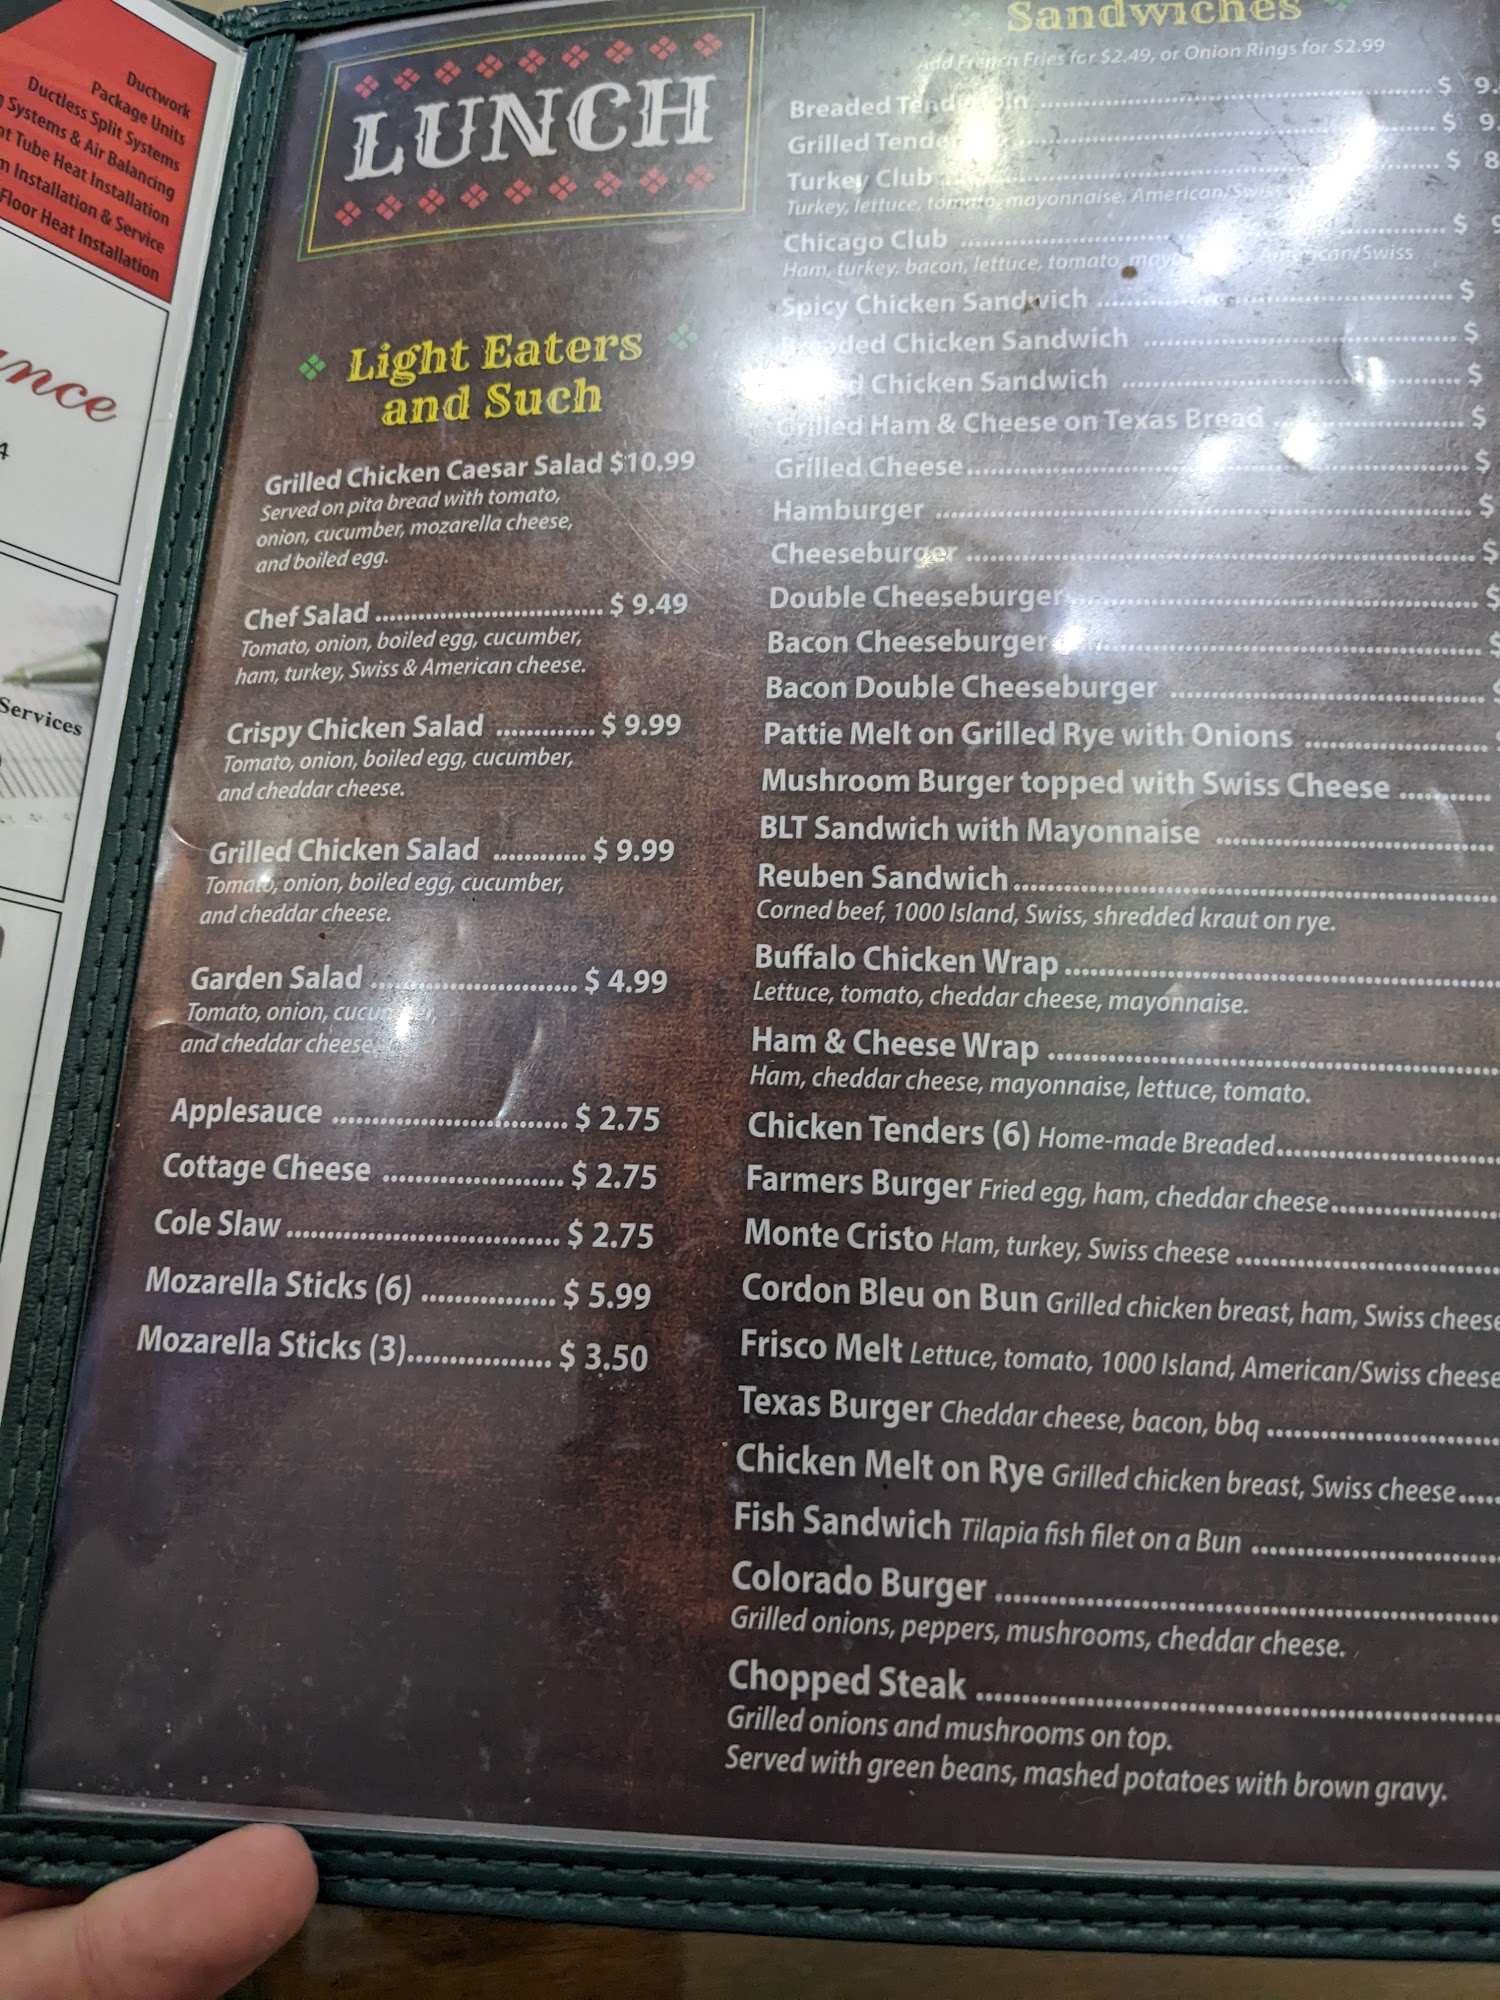 Ductwork
Package Units
Ductless Split Systems
Systems & Air Balancing
Tube Heat Installation
Installation & Service
Floor Heat Installation
Services
LUNCH
Light Eaters
and Such
Grilled Chicken Caesar Salad $10.99
Served on pita bread with tomato,
onion, cucumber, mozarella cheese,
and boiled egg.
Chef Salad $ 9.49
Tomato, onion, boiled egg, cucumber,
ham, turkey, Swiss & American cheese.
Crispy Chicken Salad $ 9.99
Tomato, onion, boiled egg, cucumber,
and cheddar cheese.
Grilled Chicken Salad $ 9.99
Tomato, onion, boiled egg, cucumber,
and cheddar cheese.
Garden Salad $ 4.99
Tomato, onion, cucumber,
and cheddar cheese.
Applesauce $ 2.75
Cottage Cheese $ 2.75
Cole Slaw $ 2.75
Mozarella Sticks (6) $ 5.99
Mozarella Sticks (3) $ 3.50
Sandwiches
Add French Fries for $2.49, or Onion Rings for $2.99
Breaded Tenderloin $ 9.
Grilled $ 9.
Turkey Club $ 8
Turkey, lettuce, tomato, mayonnaise, American/Swiss
Chicago Club $
Ham, turkey, bacon, lettuce, tomato, American/Swiss
Spicy Chicken Sandwich $
Breaded Chicken Sandwich $
Chicken Sandwich $
Grilled Ham & Cheese on Texas Bread $
Grilled Cheese $
Hamburger $
Cheeseburger $
Double Cheeseburger $
Bacon Cheeseburger $
Bacon Double Cheeseburger $
Pattie Melt on Grilled Rye with Onions
Mushroom Burger topped with Swiss Cheese
BLT Sandwich with Mayonnaise
Reuben Sandwich
Corned beef, 1000 Island, Swiss, shredded kraut on rye.
Buffalo Chicken Wrap
Lettuce, tomato, cheddar cheese, mayonnaise.
Ham & Cheese Wrap
Ham, cheddar cheese, mayonnaise, lettuce, tomato.
Chicken Tenders (6) Home-made Breaded
Farmers Burger Fried egg, ham, cheddar cheese
Monte Cristo Ham, turkey, Swiss cheese
Cordon Bleu on Bun Grilled chicken breast, ham, Swiss cheese
Frisco Melt Lettuce, tomato, 1000 Island, American/Swiss cheese
Texas Burger Cheddar cheese, bacon, bbq
Chicken Melt on Rye Grilled chicken breast, Swiss cheese
Fish Sandwich Tilapia fish filet on a Bun
Colorado Burger
Grilled onions, peppers, mushrooms, cheddar cheese.
Chopped Steak
Grilled onions and mushrooms on top.
Served with green beans, mashed potatoes with brown gravy.